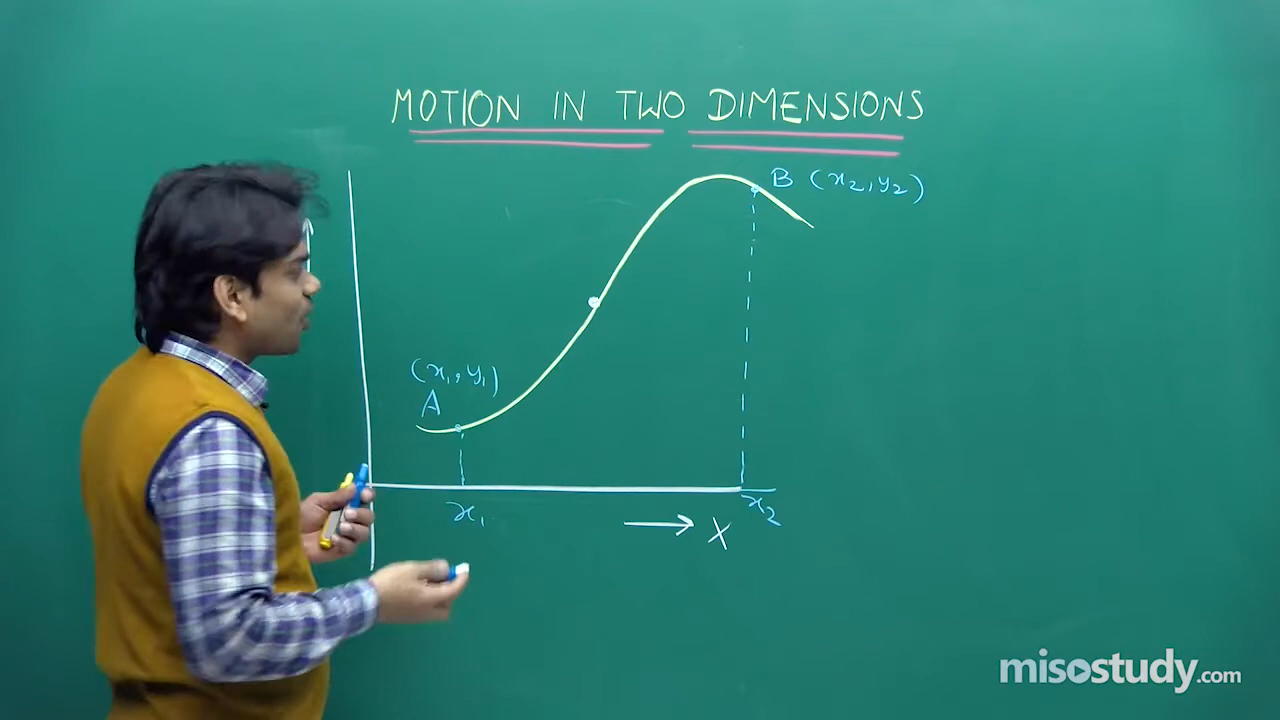 MOTION IN TWO DIMENSIONS
B (x₂, y₂)
(x₁, y₁)
A
x₁
x₂
X
misostudy.com